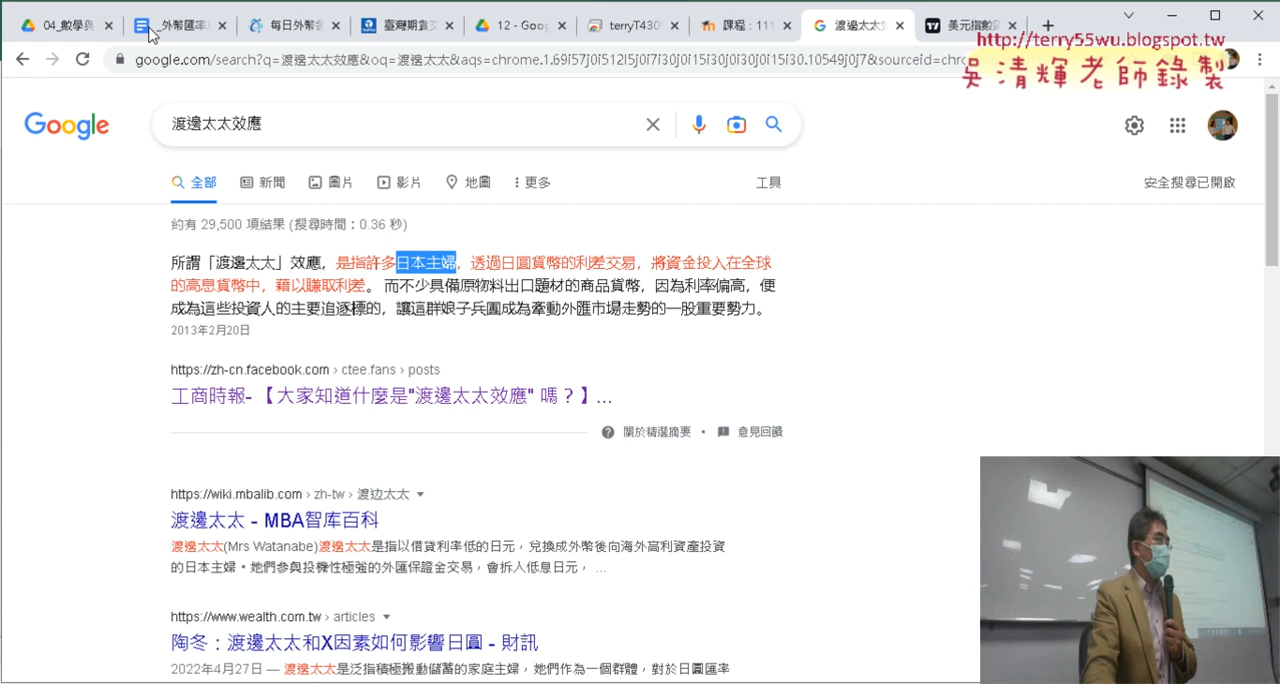 04_數學與
_外幣匯率
每日外幣參
臺灣期貨交
12 - Goog
terryT430
課程：111
渡邊太太
美元指數
http://terry55wu.blogspot.tw
吳清輝老師錄製
google.com/search?q=渡邊太太效應&oq=渡邊太太&aqs=chrome.1.69i57j0i512l5j0i7i30j0i15i30j0i30j0i15i30.10549j0j7&sourceid=chro
Google
渡邊太太效應
全部
新聞
圖片
影片
地圖
更多
工具
安全搜尋已開啟
約有 29,500 項結果 (搜尋時間：0.36 秒)
所謂「渡邊太太」效應，是指許多日本主婦，透過日圓貨幣的利差交易，將資金投入在全球
的高息貨幣中，藉以賺取利差。 而不少具備原物料出口題材的商品貨幣，因為利率偏高，便
成為這些投資人的主要追逐標的，讓這群娘子兵團成為牽動外匯市場走勢的一股重要勢力。
2013年2月20日
https://zh-cn.facebook.com › ctee.fans › posts
工商時報- 【大家知道什麼是"渡邊太太效應" 嗎？】...
關於精選摘要 • 意見回饋
https://wiki.mbalib.com › zh-tw › 渡边太太
渡邊太太 - MBA智库百科
渡邊太太(Mrs Watanabe)渡邊太太是指以借貸利率低的日元，兌換成外幣後向海外高利資產投資
的日本主婦。她們參與投機性極強的外匯保證金交易，會拆入低息日元， ...
https://www.wealth.com.tw › articles
陶冬：渡邊太太和X因素如何影響日圓 - 財訊
2022年4月27日 — 渡邊太太是泛指積極搬動儲蓄的家庭主婦，她們作為一個群體，對於日圓匯率